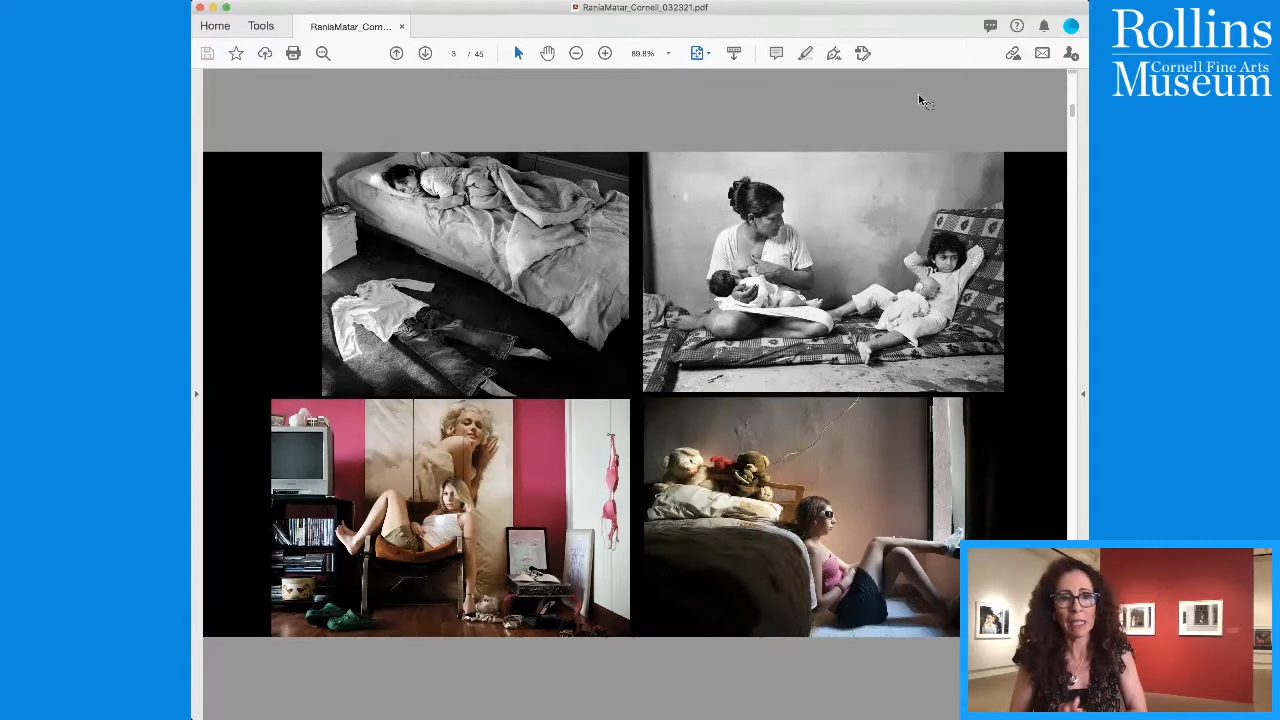 RaniaMatar_Cornell_032321.pdf
Home Tools RaniaMatar_Corn... ×
3 / 45 89.8%
Rollins
Cornell Fine Arts
Museum